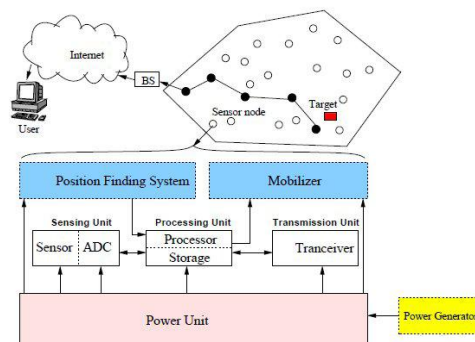 Internet
BS
User
Sensor node
Target
Position Finding System
Mobilizer
Sensing Unit
Processing Unit
Transmission Unit
Sensor
ADC
Processor
Storage
Tranceiver
Power Unit
Power Generator